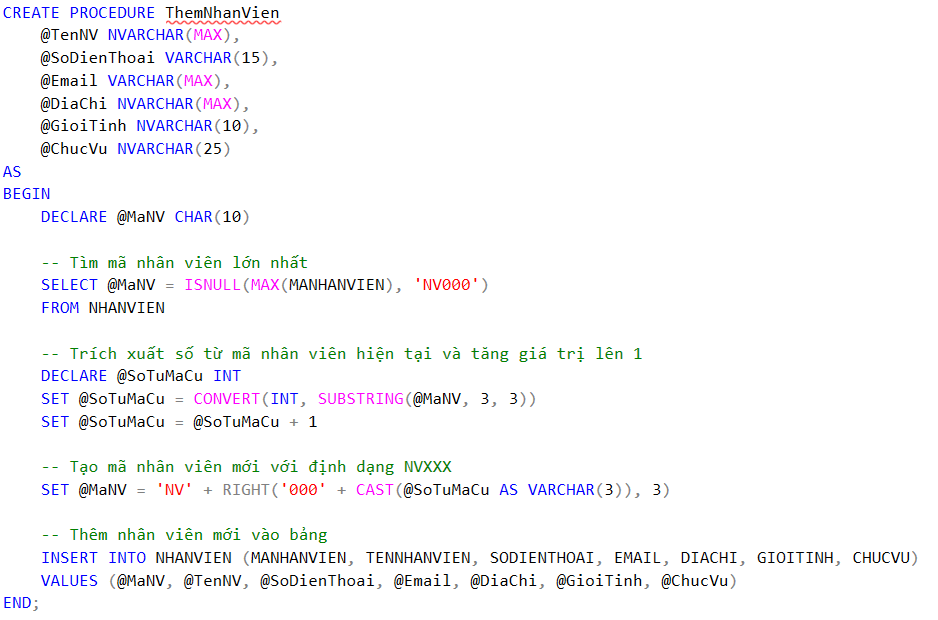 CREATE PROCEDURE ThemNhanVien
    @TenNV NVARCHAR(MAX),
    @SoDienThoai VARCHAR(15),
    @Email VARCHAR(MAX),
    @DiaChi NVARCHAR(MAX),
    @GioiTinh NVARCHAR(10),
    @ChucVu NVARCHAR(25)
AS
BEGIN
    DECLARE @MaNV CHAR(10)
    -- Tìm mã nhân viên lớn nhất
    SELECT @MaNV = ISNULL(MAX(MANHANVIEN), 'NV000')
    FROM NHANVIEN
    -- Trích xuất số từ mã nhân viên hiện tại và tăng giá trị lên 1
    DECLARE @SoTuMaCu INT
    SET @SoTuMaCu = CONVERT(INT, SUBSTRING(@MaNV, 3, 3))
    SET @SoTuMaCu = @SoTuMaCu + 1
    -- Tạo mã nhân viên mới với định dạng NVXXX
    SET @MaNV = 'NV' + RIGHT('000' + CAST(@SoTuMaCu AS VARCHAR(3)), 3)
    -- Thêm nhân viên mới vào bảng
    INSERT INTO NHANVIEN (MANHANVIEN, TENNHANVIEN, SODIENTHOAI, EMAIL, DIACHI, GIOITINH, CHUCVU)
    VALUES (@MaNV, @TenNV, @SoDienThoai, @Email, @DiaChi, @GioiTinh, @ChucVu)
END;